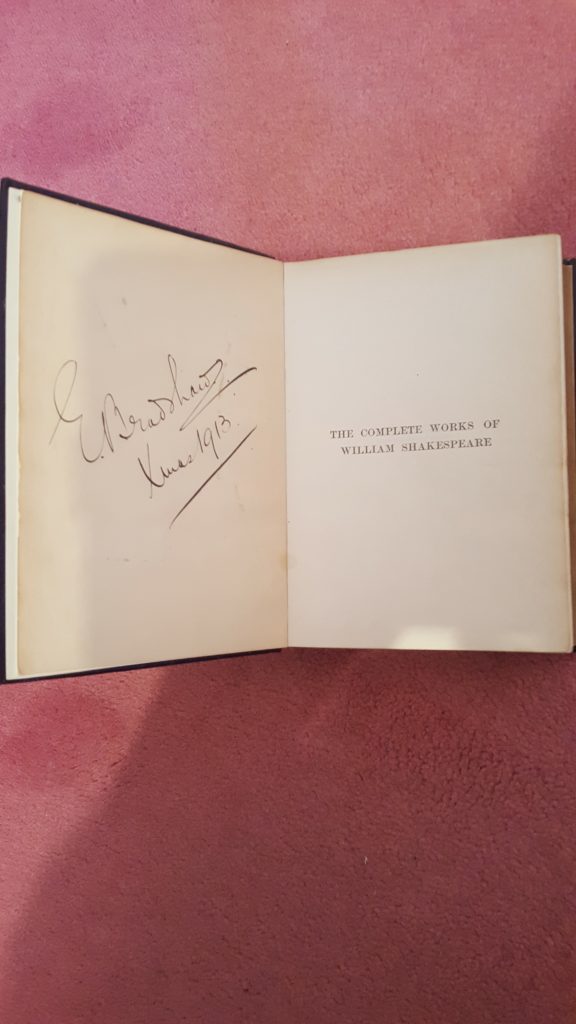 E. Bradshaw.
Xmas 1913.
THE COMPLETE WORKS OF
WILLIAM SHAKESPEARE